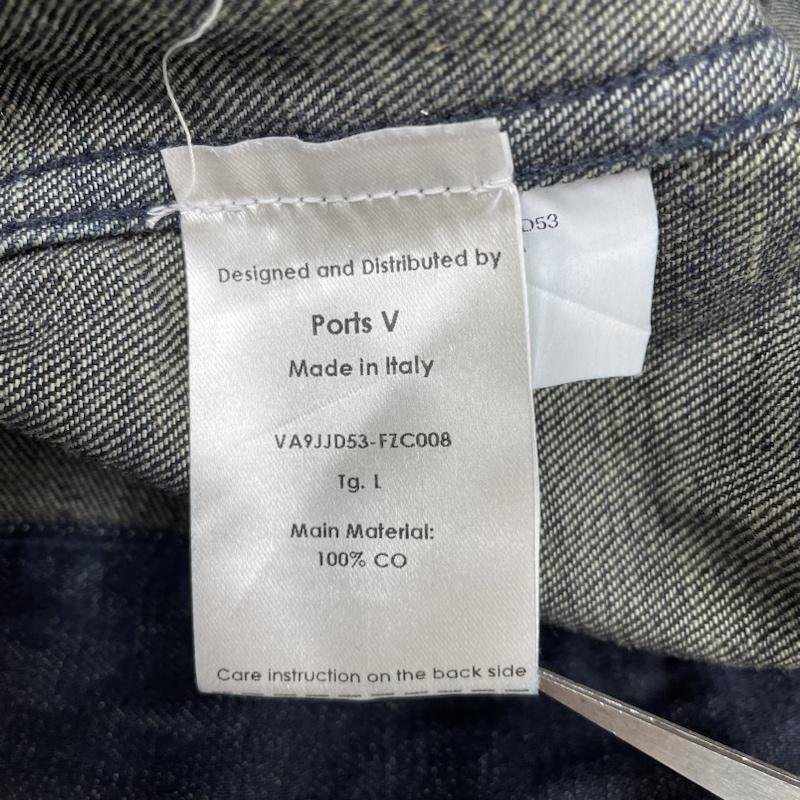 Designed and Distributed by
Ports V
Made in Italy
VA9JJD53-FZC008
Tg. L
Main Material:
100% CO
Care instruction on the back side
D53